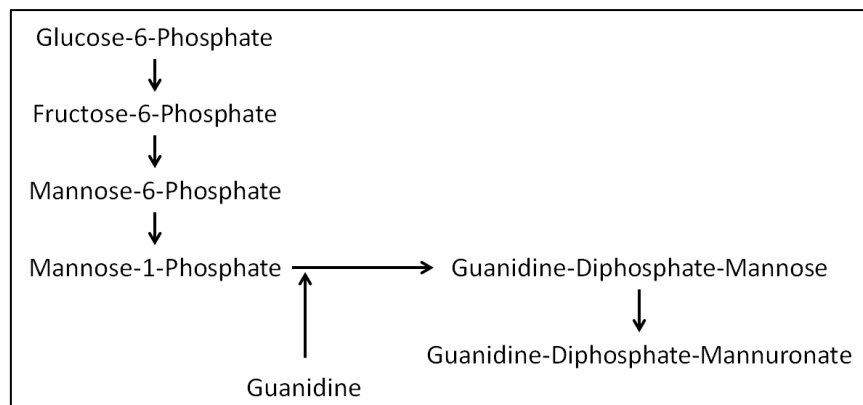 Glucose-6-Phosphate
Fructose-6-Phosphate
Mannose-6-Phosphate
Mannose-1-Phosphate
Guanidine-Diphosphate-Mannose
Guanidine-Diphosphate-Mannuronate
Guanidine